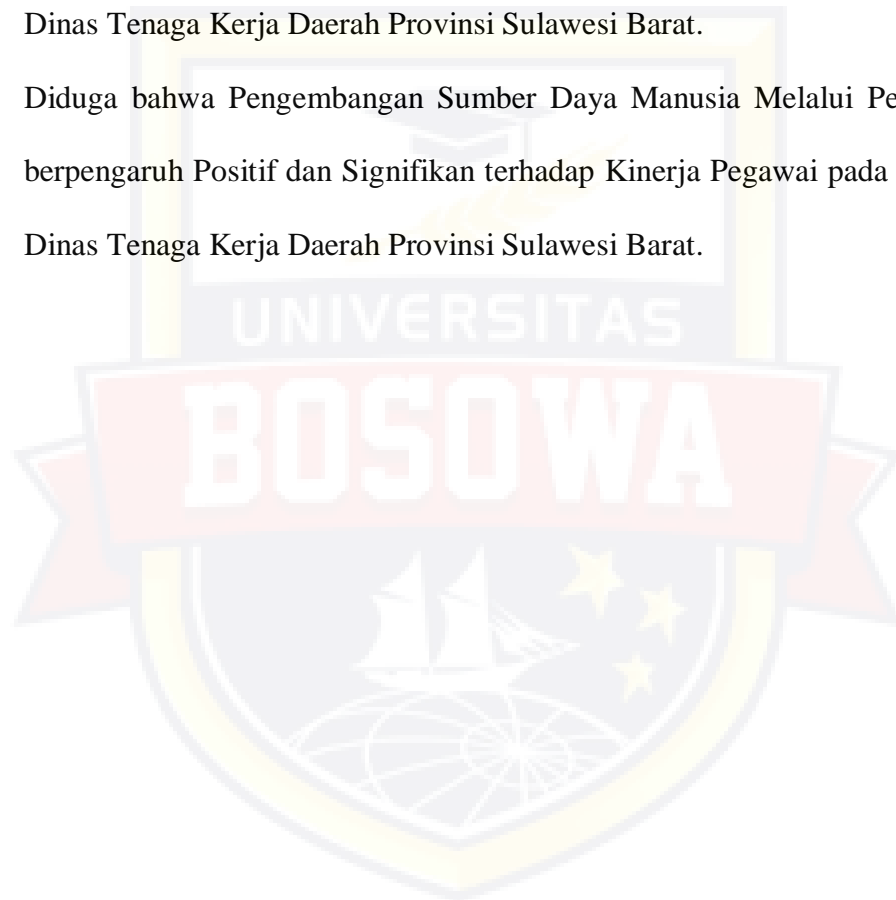 Dinas Tenaga Kerja Daerah Provinsi Sulawesi Barat.
Diduga bahwa Pengembangan Sumber Daya Manusia Melalui
berpengaruh Positif dan Signifikan terhadap Kinerja Pegawai pada
Dinas Tenaga Kerja Daerah Provinsi Sulawesi Barat.
UNIVERSITAS
BOSOWA